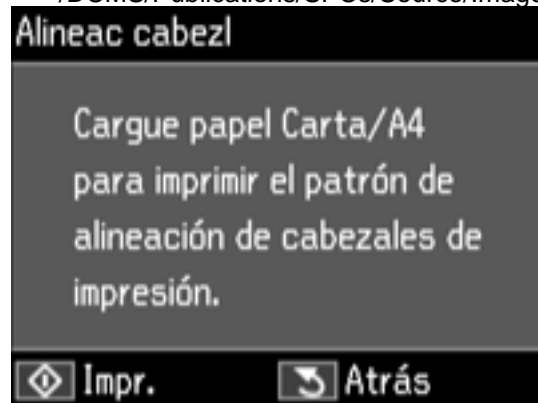 Alineac cabezl
Cargue papel Carta/A4
para imprimir el patrón de
alineación de cabezales de
impresión.
Impr. Atrás